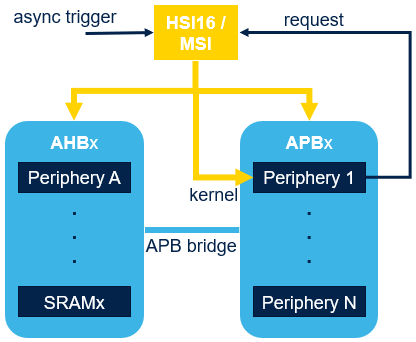 async trigger
HSI16 /
MSI
request
AHBx
Periphery A
.
.
.
SRAMx
kernel
APB bridge
APBx
Periphery 1
.
.
.
Periphery N